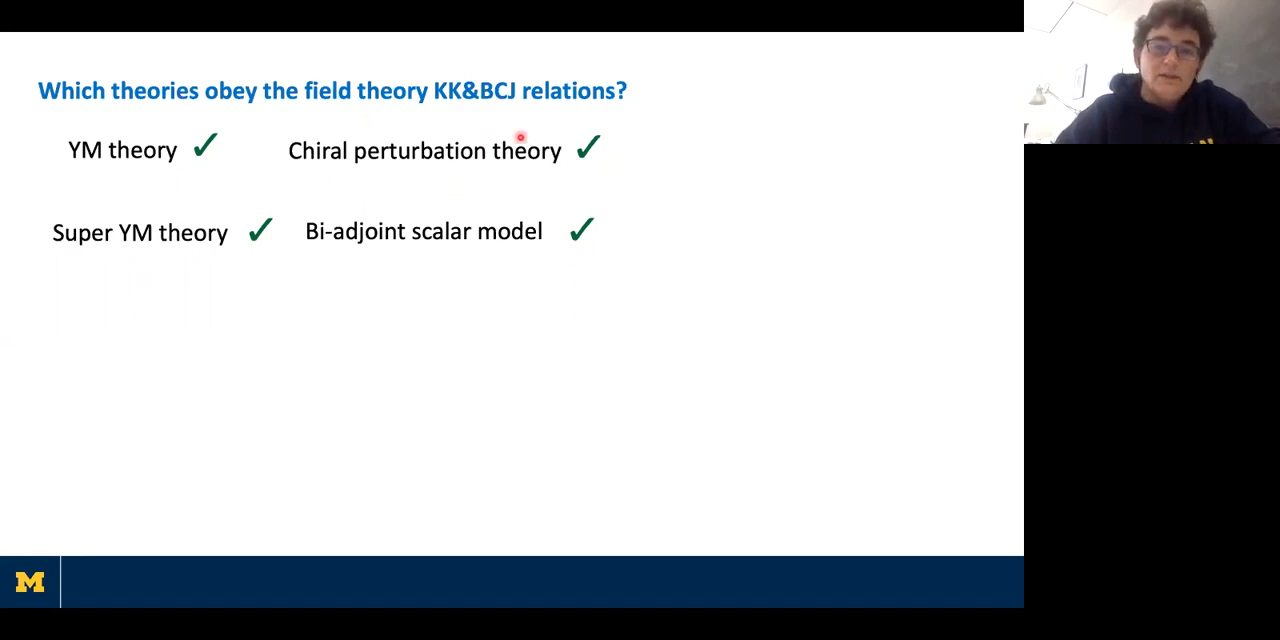 Which theories obey the field theory KK&BCJ relations?
YM theory ✓ Chiral perturbation theory ✓
Super YM theory ✓ Bi-adjoint scalar model ✓
M